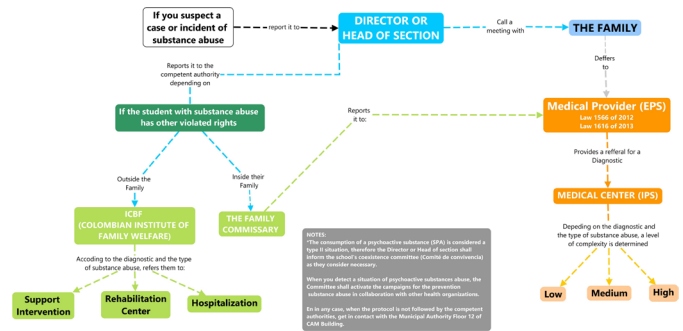 If you suspect a
case or incident of
substance abuse
report it to
DIRECTOR OR
HEAD OF SECTION
Call a
meeting with
THE FAMILY
Deffers
to
Reports it to the
competent authority
depending on
If the student with substance abuse
has other violated rights
Reports
it to:
Medical Provider (EPS)
Law 1566 of 2012
Law 1616 of 2013
Provides a refferal for a
Diagnostic
Outside the
Family
Inside their
Family
MEDICAL CENTER (IPS)
ICBF
(COLOMBIAN INSTITUTE OF
FAMILY WELFARE)
THE FAMILY
COMMISSARY
Depending on the diagnostic and
the type of substance abuse, a level
of complexity is determined
According to the diagnostic and the type
of substance abuse, refers them to:
Low
Medium
High
Support
Intervention
Rehabilitation
Center
Hospitalization
NOTES:
*The consumption of a psychoactive substance (SPA) is considered a
type II situation, therefore the Director or Head of section shall
inform the school's coexistence committee (Comité de convivencia)
as they consider necessary.
When you detect a situation of psychoactive substances abuse, the
Committee shall activate the campaigns for the prevention
substance abuse in collaboration with other health organisations.
En in any case, when the protocol is not followed by the competent
authorities, get in contact with the Municipal Authority Floor 12 of
CAM Building.